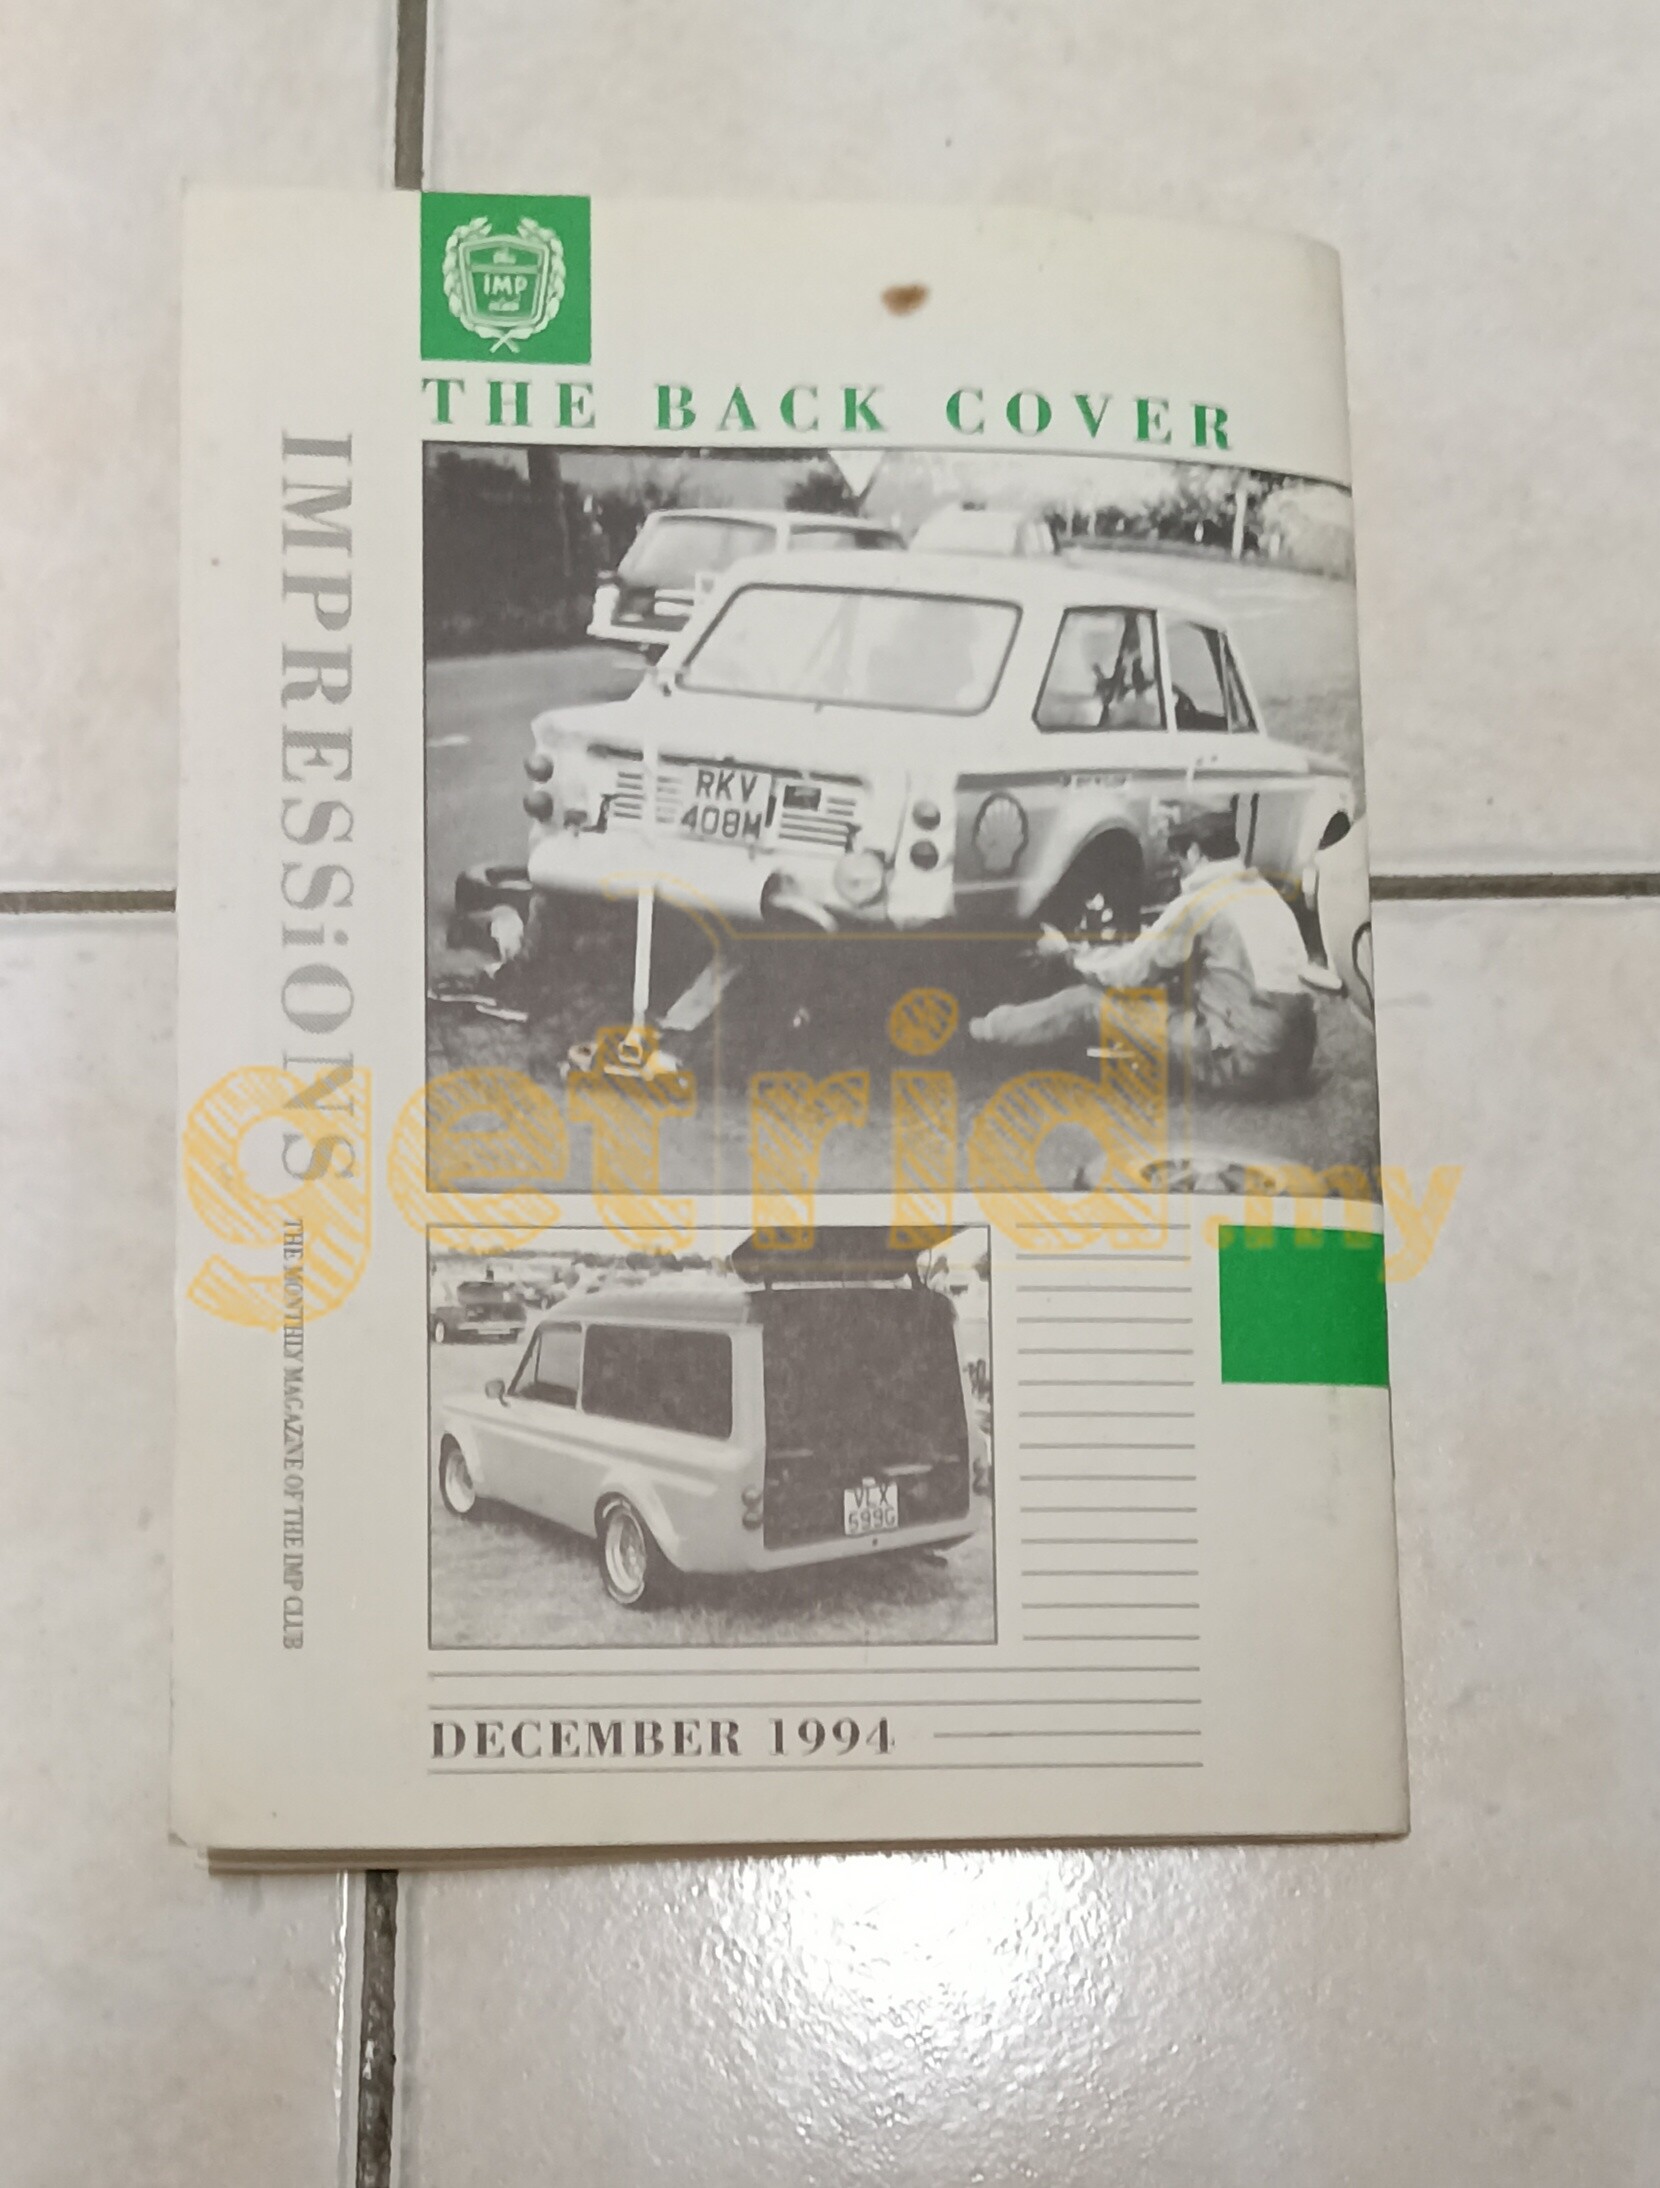 IMP
THE BACK COVER
IMPRESSiONS
THE MONTHLY MAGAZINE OF THE IMP CLUB
RKV
408M
getrid.my
VLX
599G
DECEMBER 1994